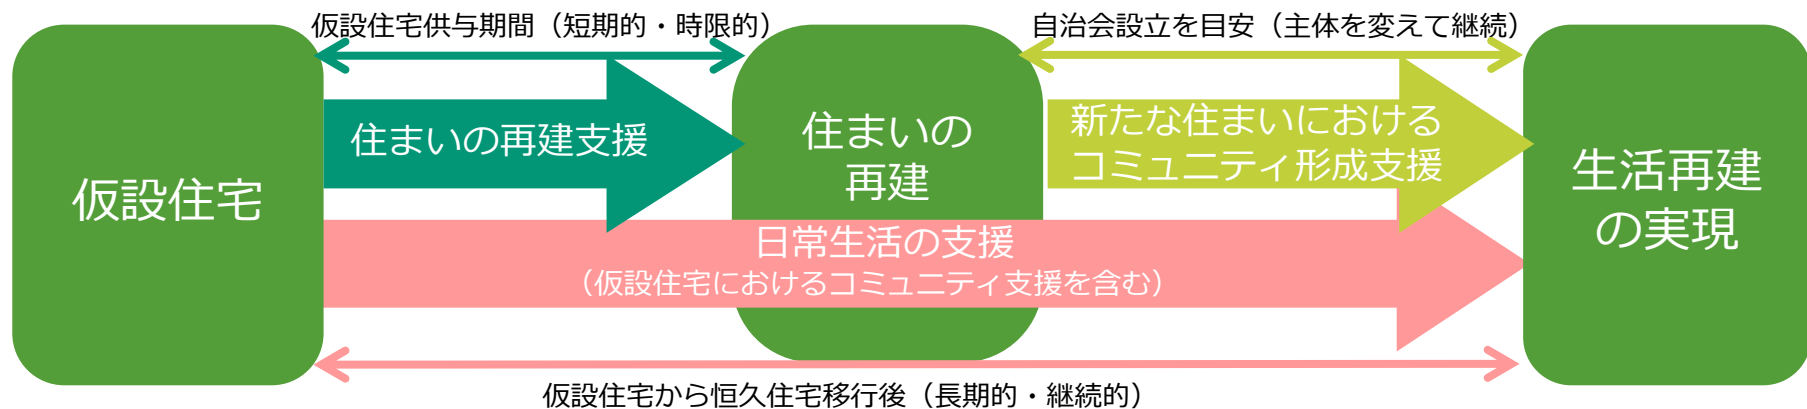 仮設住宅供与期間（短期的・時限的）
自治会設立を目安（主体を変えて継続）
仮設住宅
住まいの再建支援
住まいの
再建
新たな住まいにおける
コミュニティ形成支援
生活再建
の実現
日常生活の支援
（仮設住宅におけるコミュニティ支援を含む）
仮設住宅から恒久住宅移行後（長期的・継続的）